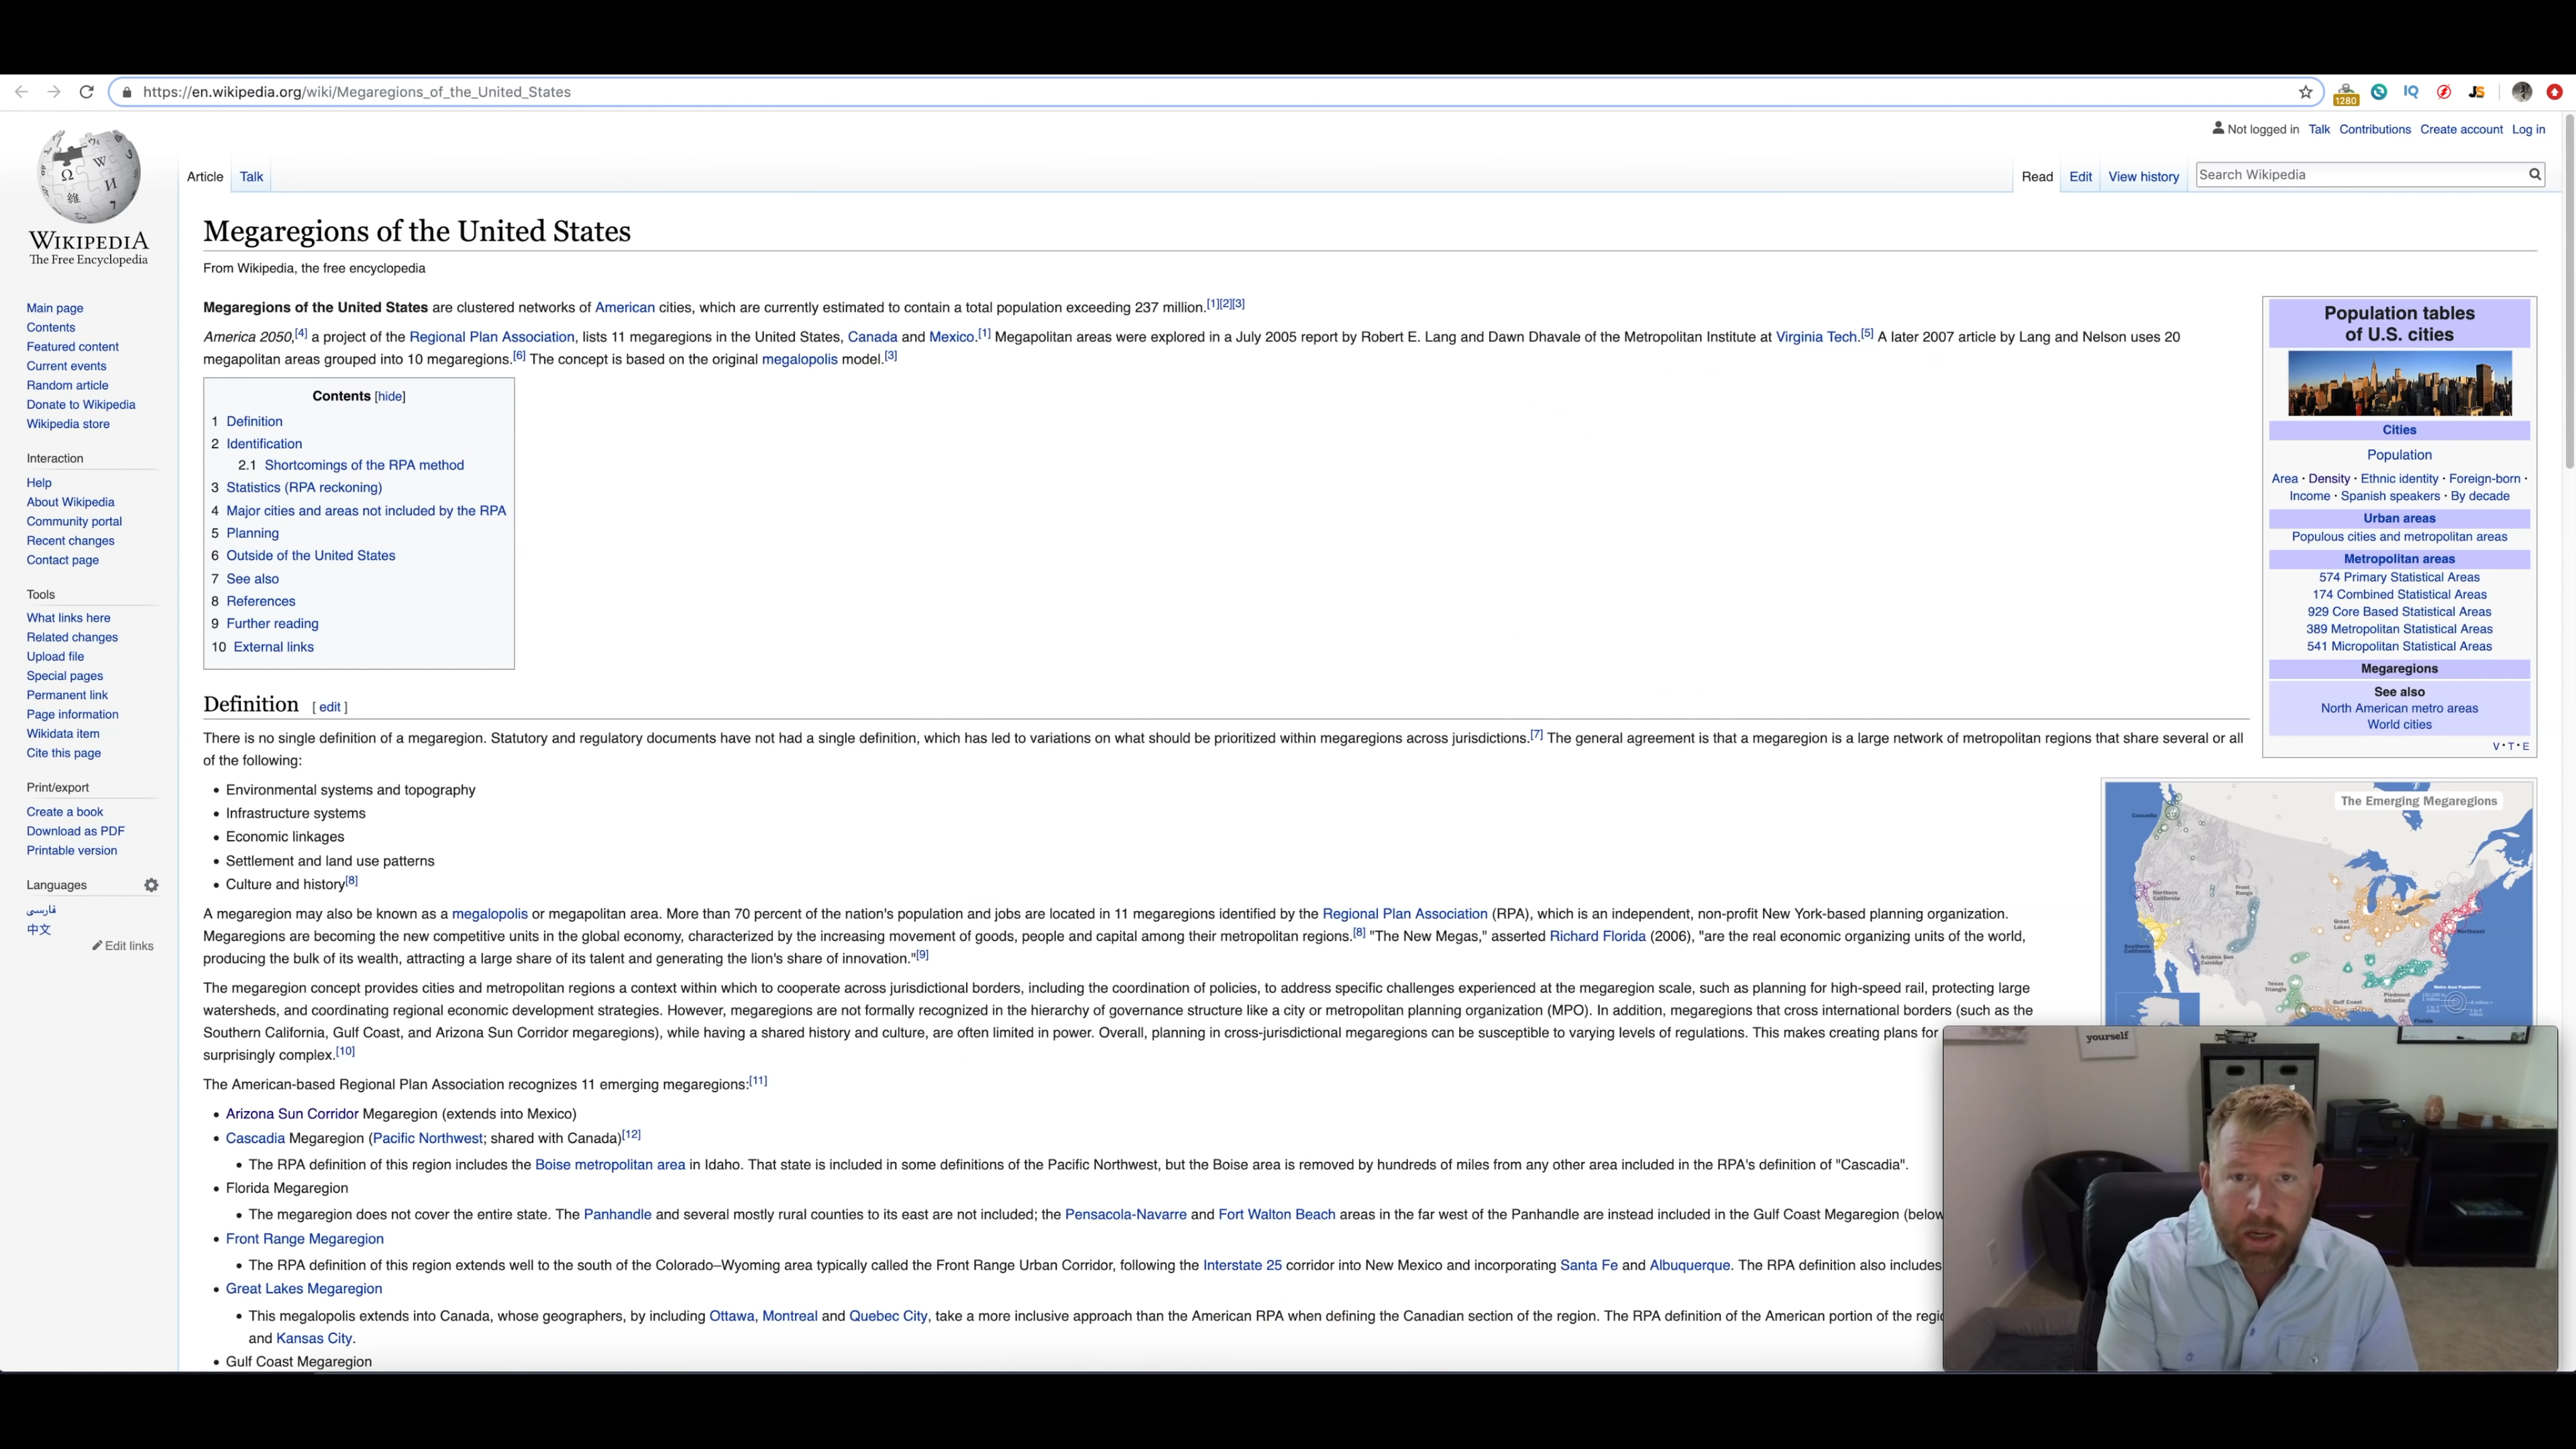 https://en.wikipedia.org/wiki/Megaregions_of_the_United_States
1280
IQ
JS
Not logged in Talk Contributions Create account Log in
Article Talk
Read Edit View history Search Wikipedia
WIKIPEDIA
The Free Encyclopedia
Main page
Contents
Featured content
Current events
Random article
Donate to Wikipedia
Wikipedia store
Interaction
Help
About Wikipedia
Community portal
Recent changes
Contact page
Tools
What links here
Related changes
Upload file
Special pages
Permanent link
Page information
Wikidata item
Cite this page
Print/export
Create a book
Download as PDF
Printable version
Languages
فارسی
中文
Edit links
Megaregions of the United States
From Wikipedia, the free encyclopedia
Megaregions of the United States are clustered networks of American cities, which are currently estimated to contain a total population exceeding 237 million.[1][2][3]
America 2050,[4] a project of the Regional Plan Association, lists 11 megaregions in the United States, Canada and Mexico.[1] Megapolitan areas were explored in a July 2005 report by Robert E. Lang and Dawn Dhavale of the Metropolitan Institute at Virginia Tech.[5] A later 2007 article by Lang and Nelson uses 20
megapolitan areas grouped into 10 megaregions.[6] The concept is based on the original megalopolis model.[3]
Contents [hide]
1 Definition
2 Identification
2.1 Shortcomings of the RPA method
3 Statistics (RPA reckoning)
4 Major cities and areas not included by the RPA
5 Planning
6 Outside of the United States
7 See also
8 References
9 Further reading
10 External links
Population tables
of U.S. cities
Cities
Population
Area · Density · Ethnic identity · Foreign-born ·
Income · Spanish speakers · By decade
Urban areas
Populous cities and metropolitan areas
Metropolitan areas
574 Primary Statistical Areas
174 Combined Statistical Areas
929 Core Based Statistical Areas
389 Metropolitan Statistical Areas
541 Micropolitan Statistical Areas
Megaregions
See also
North American metro areas
World cities
V · T · E
Definition [ edit ]
There is no single definition of a megaregion. Statutory and regulatory documents have not had a single definition, which has led to variations on what should be prioritized within megaregions across jurisdictions.[7] The general agreement is that a megaregion is a large network of metropolitan regions that share several or all
of the following:
• Environmental systems and topography
• Infrastructure systems
• Economic linkages
• Settlement and land use patterns
• Culture and history[8]
A megaregion may also be known as a megalopolis or megapolitan area. More than 70 percent of the nation's population and jobs are located in 11 megaregions identified by the Regional Plan Association (RPA), which is an independent, non-profit New York-based planning organization.
Megaregions are becoming the new competitive units in the global economy, characterized by the increasing movement of goods, people and capital among their metropolitan regions.[8] "The New Megas," asserted Richard Florida (2006), "are the real economic organizing units of the world,
producing the bulk of its wealth, attracting a large share of its talent and generating the lion's share of innovation."[9]
The megaregion concept provides cities and metropolitan regions a context within which to cooperate across jurisdictional borders, including the coordination of policies, to address specific challenges experienced at the megaregion scale, such as planning for high-speed rail, protecting large
watersheds, and coordinating regional economic development strategies. However, megaregions are not formally recognized in the hierarchy of governance structure like a city or metropolitan planning organization (MPO). In addition, megaregions that cross international borders (such as the
Southern California, Gulf Coast, and Arizona Sun Corridor megaregions), while having a shared history and culture, are often limited in power. Overall, planning in cross-jurisdictional megaregions can be susceptible to varying levels of regulations. This makes creating plans for
surprisingly complex.[10]
The American-based Regional Plan Association recognizes 11 emerging megaregions:[11]
• Arizona Sun Corridor Megaregion (extends into Mexico)
• Cascadia Megaregion (Pacific Northwest; shared with Canada)[12]
• The RPA definition of this region includes the Boise metropolitan area in Idaho. That state is included in some definitions of the Pacific Northwest, but the Boise area is removed by hundreds of miles from any other area included in the RPA's definition of "Cascadia".
• Florida Megaregion
• The megaregion does not cover the entire state. The Panhandle and several mostly rural counties to its east are not included; the Pensacola-Navarre and Fort Walton Beach areas in the far west of the Panhandle are instead included in the Gulf Coast Megaregion (below
• Front Range Megaregion
• The RPA definition of this region extends well to the south of the Colorado–Wyoming area typically called the Front Range Urban Corridor, following the Interstate 25 corridor into New Mexico and incorporating Santa Fe and Albuquerque. The RPA definition also includes
• Great Lakes Megaregion
• This megalopolis extends into Canada, whose geographers, by including Ottawa, Montreal and Quebec City, take a more inclusive approach than the American RPA when defining the Canadian section of the region. The RPA definition of the American portion of the regi
and Kansas City.
• Gulf Coast Megaregion
The Emerging Megaregions
Cascadia
Northern
California
Southern
California
Front
Range
Arizona Sun
Corridor
Great
Lakes
Northeast
Texas
Triangle
Gulf Coast
Piedmont
Atlantic
Florida
yourself